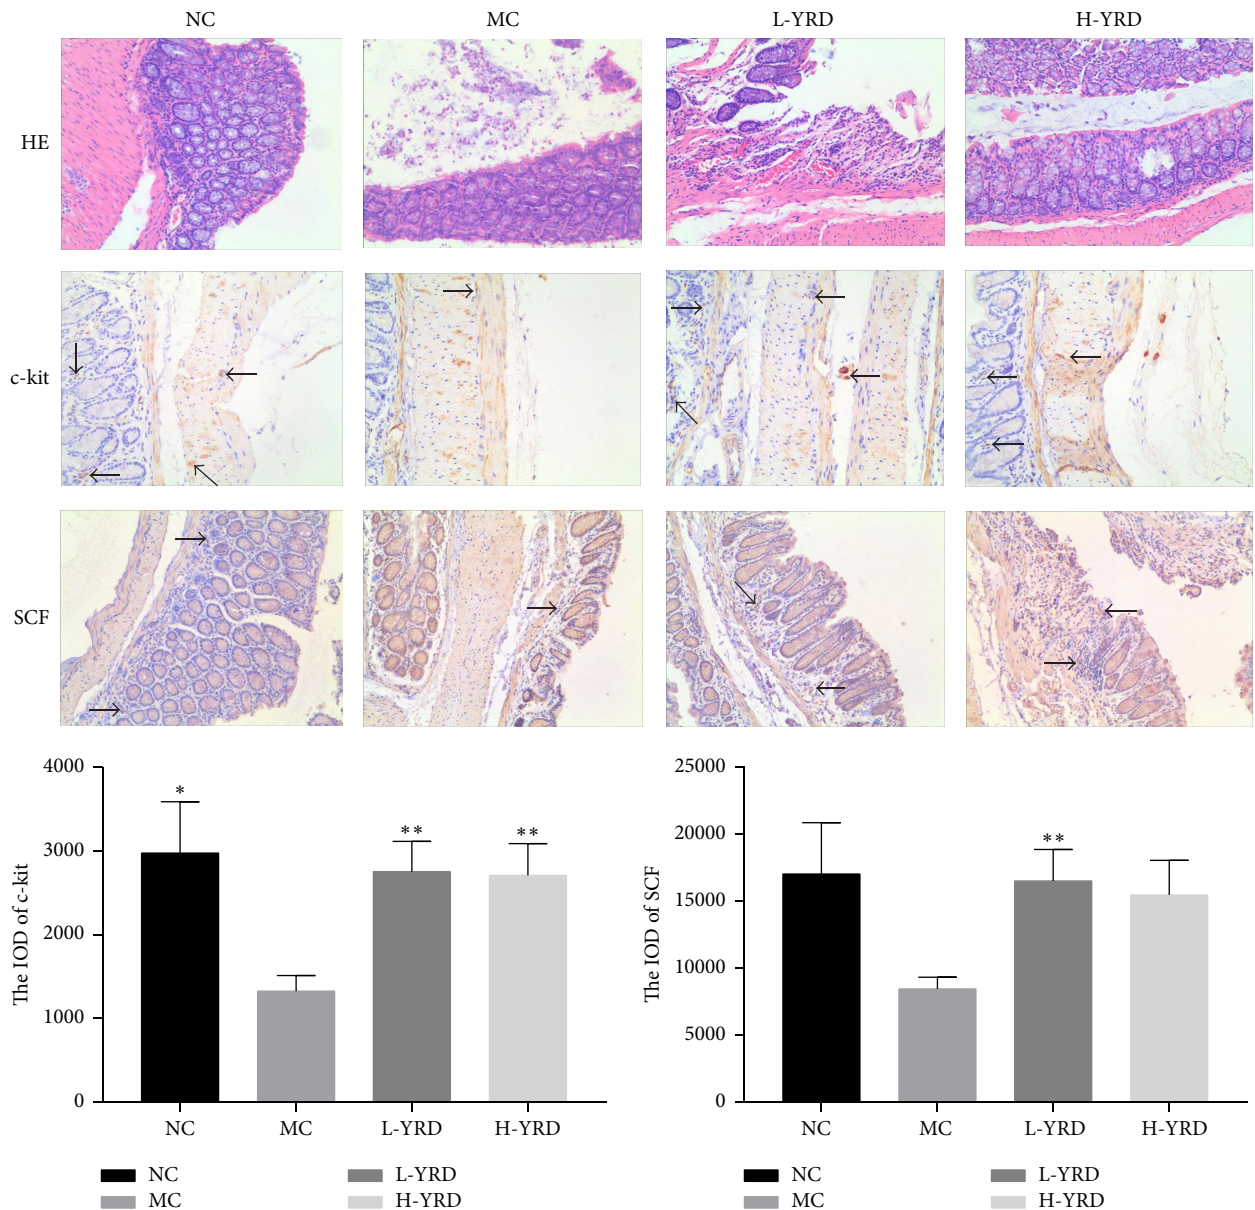 NC MC L-YRD H-YRD
HE
c-kit
SCF
The IOD of c-kit
4000
3000
2000
1000
0
*
**
**
NC MC L-YRD H-YRD
NC L-YRD
MC H-YRD
The IOD of SCF
25000
20000
15000
10000
5000
0
**
NC MC L-YRD H-YRD
NC L-YRD
MC H-YRD